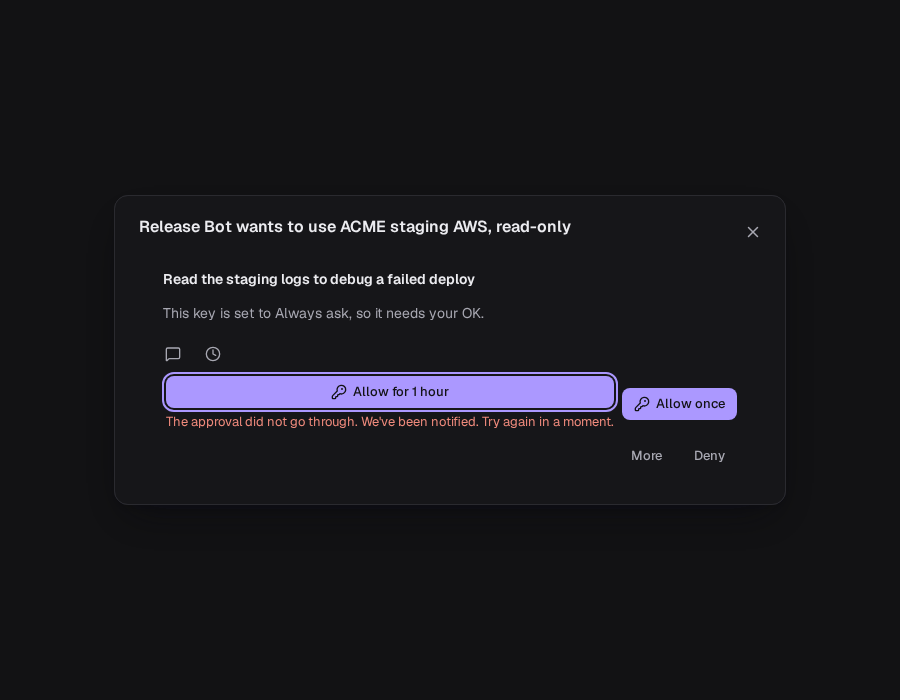 Release Bot wants to use ACME staging AWS, read-only
Read the staging logs to debug a failed deploy
This key is set to Always ask, so it needs your OK.
Allow for 1 hour
Allow once
The approval did not go through. We've been notified. Try again in a moment.
More
Deny